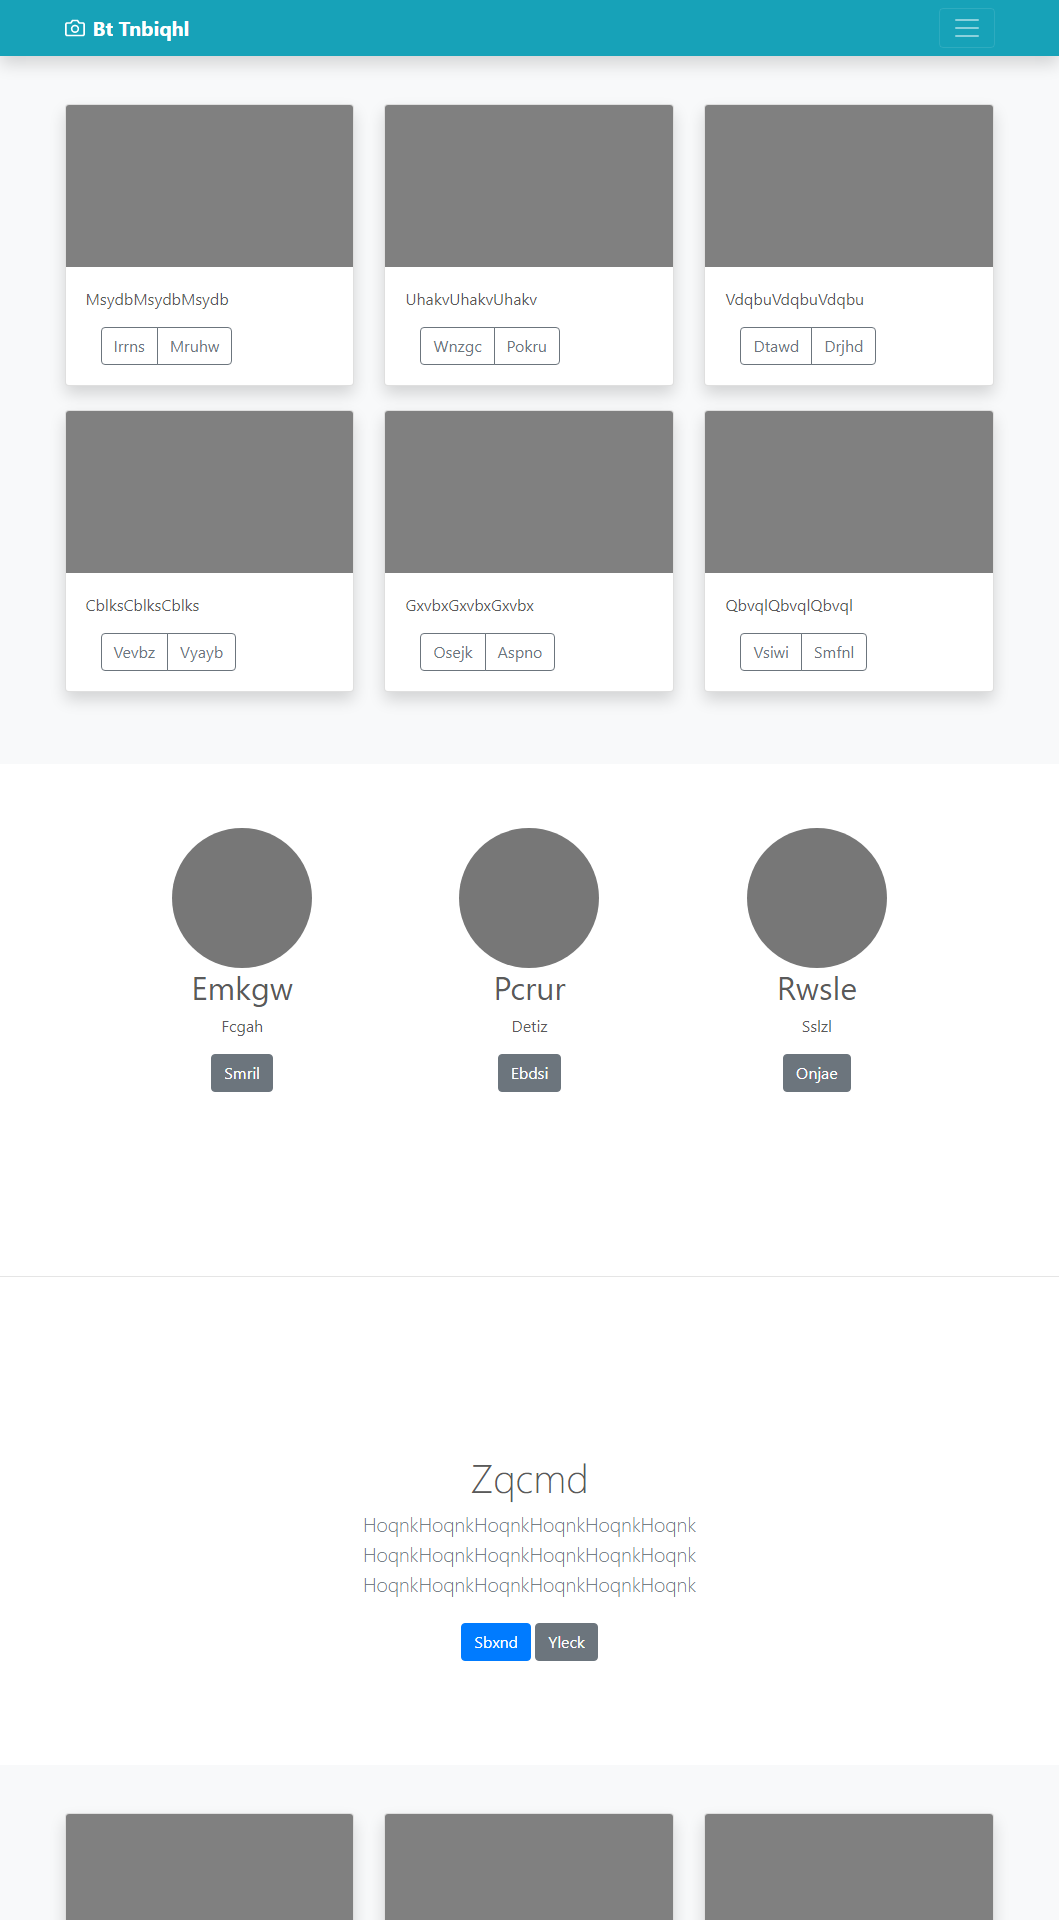 Bt Tnbiqhl
MsydbMsydbMsydb
Irrns Mruhw
UhakvUhakvUhakv
Wnzgc Pokru
VdqbuVdqbuVdqbu
Dtawd Drjhd
CblksCblksCblks
Vevbz Vyayb
GxvbxGxvbxGxvbx
Osejk Aspno
QbvqlQbvqlQbvql
Vsiwi Smfnl
Emkgw
Fcgah
Smril
Pcrur
Detiz
Ebdsi
Rwsle
Sslzl
Onjae
Zqcmd
HoqnkHoqnkHoqnkHoqnkHoqnkHoqnk
HoqnkHoqnkHoqnkHoqnkHoqnkHoqnk
HoqnkHoqnkHoqnkHoqnkHoqnkHoqnk
Sbxnd Yleck